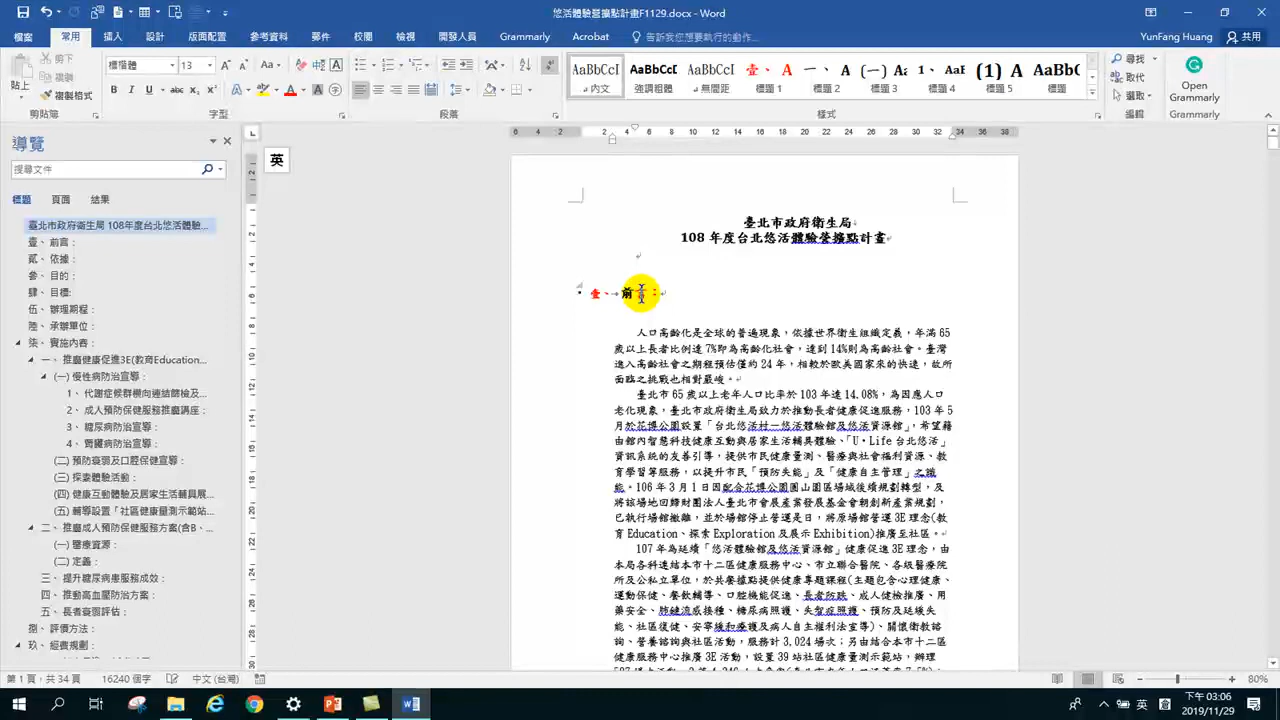 您活體驗營擴點計畫F1129.docx - Word
檔案 常用 插入 設計 版面配置 參考資料 郵件 校閱 檢視 開發人員 Grammarly Acrobat 告訴我您想要執行的動作... YunFang Huang 共用
剪下
複製
貼上
複製格式
剪貼簿
標楷體 13
B I U abc X₂ X²
字型
段落
AaBbCcI AaBbCcDc AaBbCcI 壹、 A 一、 A (一) Aa 1、 AaB (1) A AaBb(
內文 強調粗體 無間距 標題 1 標題 2 標題 3 標題 4 標題 5 標題
樣式
尋找
取代
選取
編輯
Open
Grammarly
Grammarly
導覽
搜尋文件
標題 頁面 結果
英
臺北市政府衛生局 108年度台北悠活體驗...
壹、 前言:
貳、 依據:
參、 目的:
肆、 目標:
伍、 辦理期程:
陸、 承辦單位:
柒、 實施內容:
一、 推廣健康促進3E(教育Education...
(一) 慢性病防治宣導:
1、 代謝症候群橫向連結篩檢及...
2、 成人預防保健服務推廣講座:
3、 糖尿病防治宣導:
4、 腎臟病防治宣導:
(二) 預防衰弱及口腔保健宣導:
(三) 探索體驗活動:
(四) 健康互動體驗及居家生活輔具展...
(五) 輔導設置「社區健康量測示範站...
二、 推廣成人預防保健服務方案(含B、...
(一) 醫療資源:
(二) 定義:
三、 提升糖尿病患服務成效:
四、 推動高血壓防治方案:
五、 長者衰弱評估:
捌、 評價方法:
玖、 經費規劃:
臺北市政府衛生局
108 年度台北悠活體驗營擴點計畫
壹、 前言:
人口高齡化是全球的普遍現象，依據世界衛生組織定義，年滿 65
歲以上長者比例達 7%即為高齡化社會，達到 14%則為高齡社會。臺灣
進入高齡社會之期程預估僅約 24 年，相較於歐美國家來的快速，故所
面臨之挑戰也相對嚴峻。
臺北市 65 歲以上老年人口比率於 103 年達 14.08%，為因應人口
老化現象，臺北市政府衛生局致力於推動長者健康促進服務，103 年 5
月於花博公園設置「台北悠活村－悠活體驗館及悠活資源館」，希望藉
由館內智慧科技健康互動與居家生活輔具體驗、「U‧Life 台北悠活」
資訊系統的友善引導，提供市民健康量測、醫療與社會福利資源、教
育學習等服務，以提升市民「預防失能」及「健康自主管理」之識
能。106 年 3 月 1 日因配合花博公園圓山園區場域後續規劃轉型，及
將該場地回歸財團法人臺北市會展產業發展基金會朝創新產業規劃，
已執行場館撤離，並於場館停止營運是日，將原場館營運 3E 理念(教
育 Education、探索 Exploration 及展示 Exhibition)推廣至社區。
107 年為延續「悠活體驗館及悠活資源館」健康促進 3E 理念，由
本局各科連結本市十二區健康服務中心、市立聯合醫院、各級醫療院
所及公私立單位，於共餐據點提供健康專題課程(主題包含心理健康、
運動保健、餐飲輔導、口腔機能促進、長者防跌、成人健檢推廣、用
藥安全、肺鏈流感接種、糖尿病照護、失智症照護、預防及延緩失
能、社區復健、安寧緩和療護及病人自主權利法宣導)、關懷衛教諮
詢、營養諮詢與社區活動，服務計 3,024 場次；另由結合本市十二區
健康服務中心推廣 3E 活動，設置 39 站社區健康量測示範站，辦理
第 1 頁，共 34 頁 16240 個字 中文 (台灣) 80%
英
下午 03:06
2019/11/29